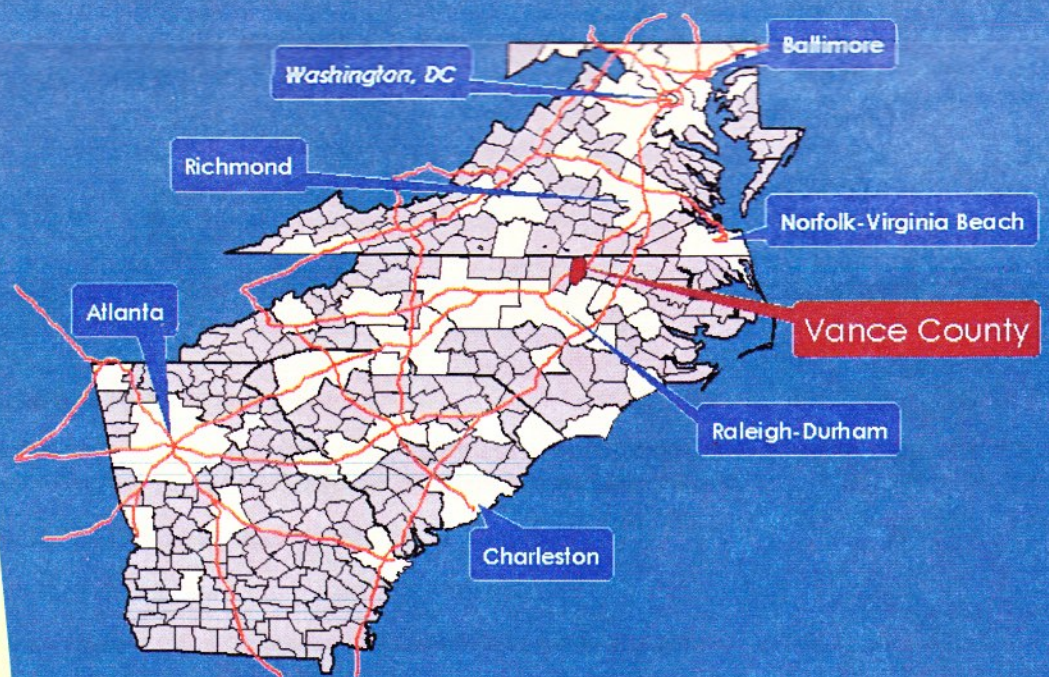 Baltimore
Washington, DC
Richmond
Norfolk-Virginia Beach
Atlanta
Vance County
Raleigh-Durham
Charleston